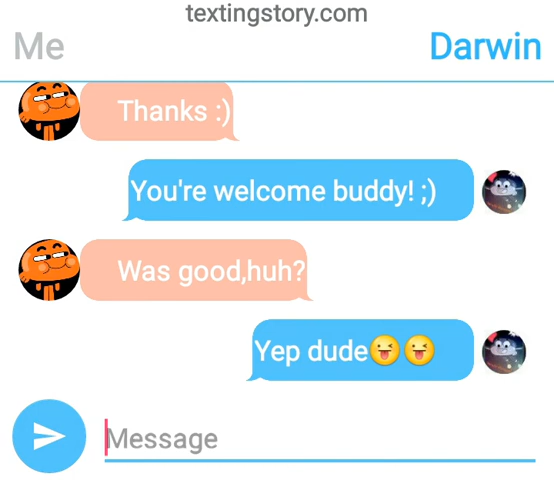 textingstory.com
Me
Darwin
Thanks :)
You're welcome buddy! ;)
Was good,huh?
Yep dude😜😜
Message